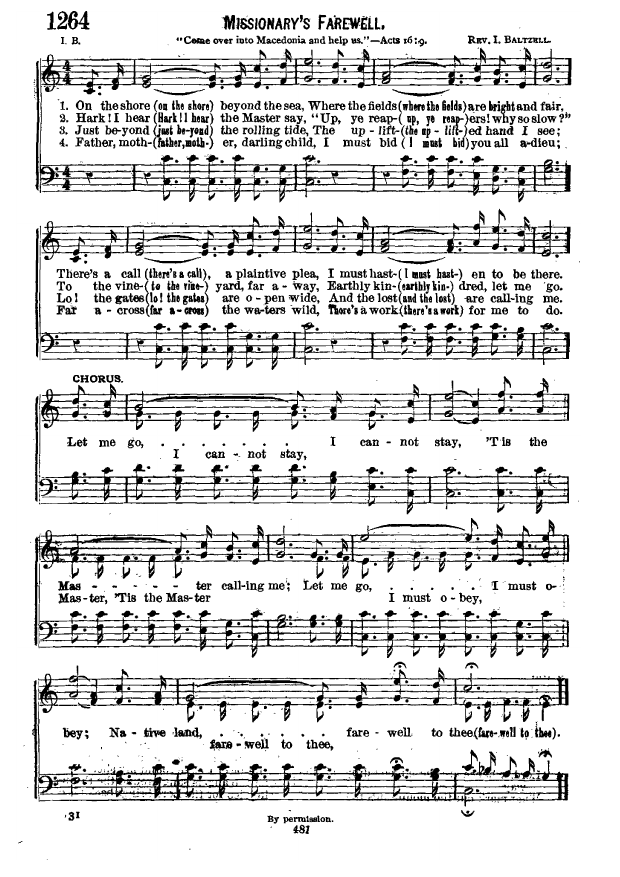 1264
MISSIONARY'S FAREWELL.
I. B. "Come over into Macedonia and help us."—ACTS 16:9. REV. I. BALTZELL.
1. On the shore (on the shore) beyond the sea, Where the fields (where the fields) are bright and fair,
2. Hark! I hear (Hark! I hear) the Master say, "Up, ye reap- ( up, ye reap- ) ers! why so slow?"
3. Just be-yond (just be-yond) the rolling tide, The up - lift- (the up - lift-) ed hand I see;
4. Father, moth- (father, moth- ) er, darling child, I must bid ( I must bid ) you all a-dieu;
There's a call (there's a call), a plaintive plea, I must hast- ( I must hast- ) en to be there.
To the vine- ( to the vine- ) yard, far a - way, Earthly kin- (earthly kin- ) dred, let me go.
Lo! the gates (lo! the gates) are o - pen wide, And the lost (and the lost) are call-ing me.
Far a - cross (far a - cross) the wa-ters wild, There's a work (there's a work) for me to do.
CHORUS.
Let me go, . . . . . . . I can - not stay, 'Tis the
I can - not stay,
Mas - - - - - ter call-ing me; Let me go, . . . . . . I must o-
Mas-ter, 'Tis the Mas-ter I must o - bey,
bey; Na - tive land, . . . . . . . fare - well to thee (fare-well to thee).
fare - well to thee,
31
By permission.
481